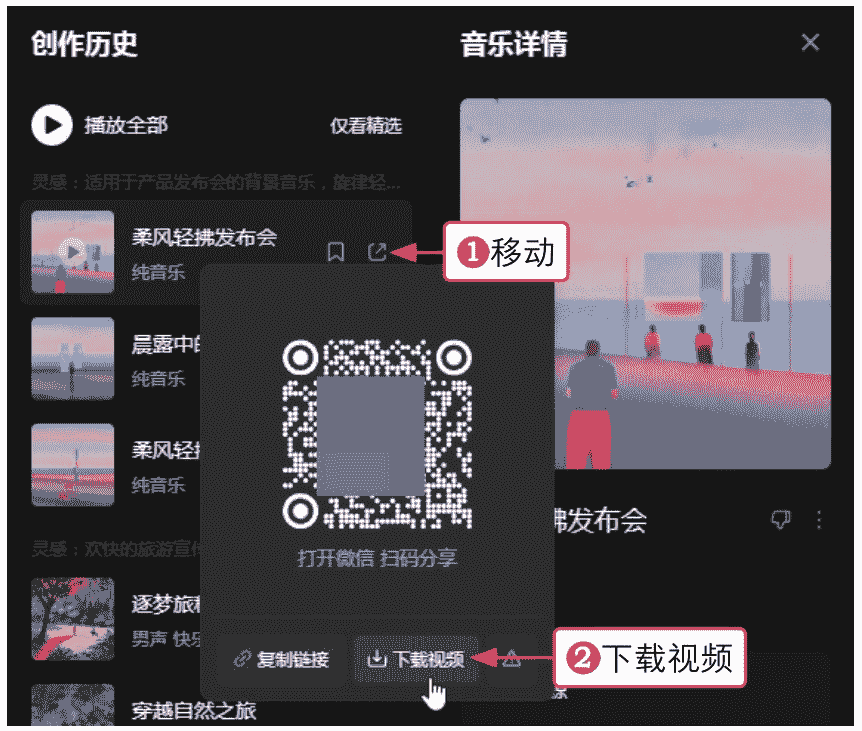 创作历史
音乐详情
播放全部
仅看精选
灵感：适用于产品发布会的背景音乐，旋律轻...
柔风轻拂发布会
纯音乐
1移动
晨露中的
纯音乐
柔风轻拂
纯音乐
拂发布会
打开微信 扫码分享
灵感：欢快的旅游宣传
逐梦旅程
男声 快乐
复制链接
下载视频
2下载视频
穿越自然之旅